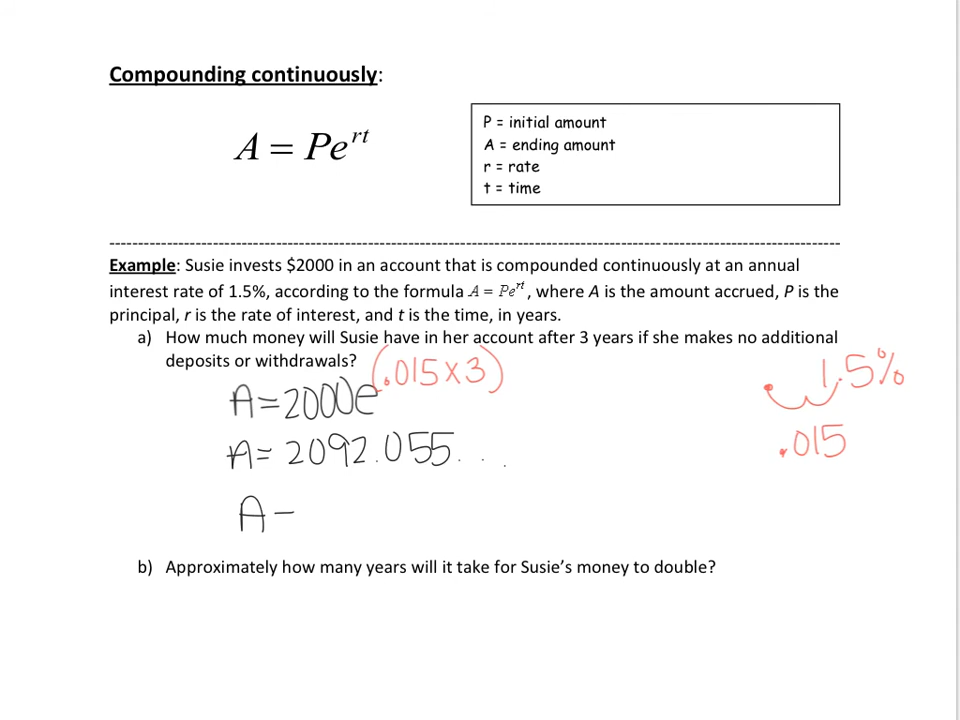 Compounding continuously:
A = Pe^rt
P = initial amount
A = ending amount
r = rate
t = time
Example: Susie invests $2000 in an account that is compounded continuously at an annual
interest rate of 1.5%, according to the formula A = Pe^rt, where A is the amount accrued, P is the
principal, r is the rate of interest, and t is the time, in years.
a) How much money will Susie have in her account after 3 years if she makes no additional
deposits or withdrawals?
A=2000e^(.015x3)
1.5%
A=2092.055...
.015
A –
b) Approximately how many years will it take for Susie’s money to double?